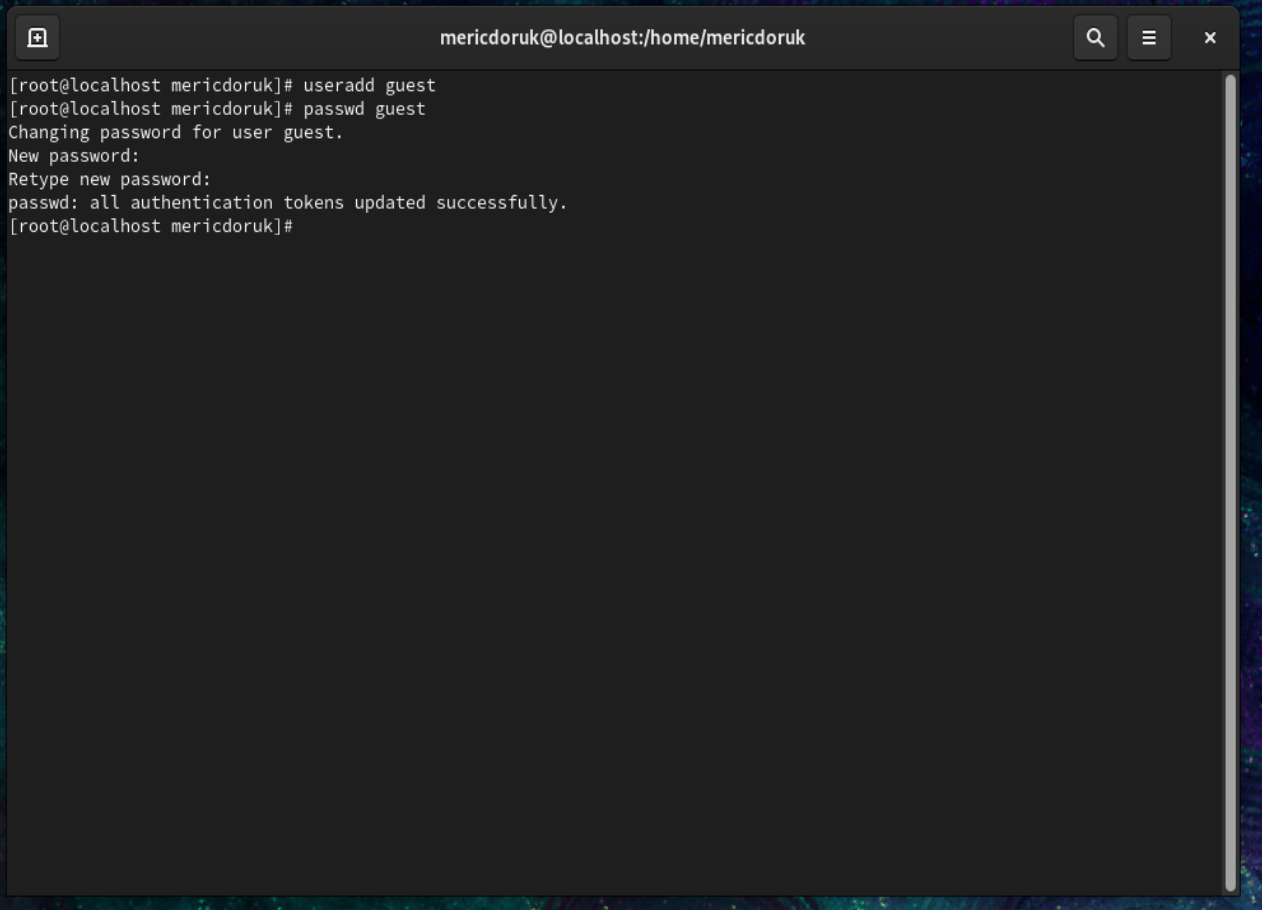 mericdoruk@localhost:/home/mericdoruk
[root@localhost mericdoruk]# useradd guest
[root@localhost mericdoruk]# passwd guest
Changing password for user guest.
New password:
Retype new password:
passwd: all authentication tokens updated successfully.
[root@localhost mericdoruk]#